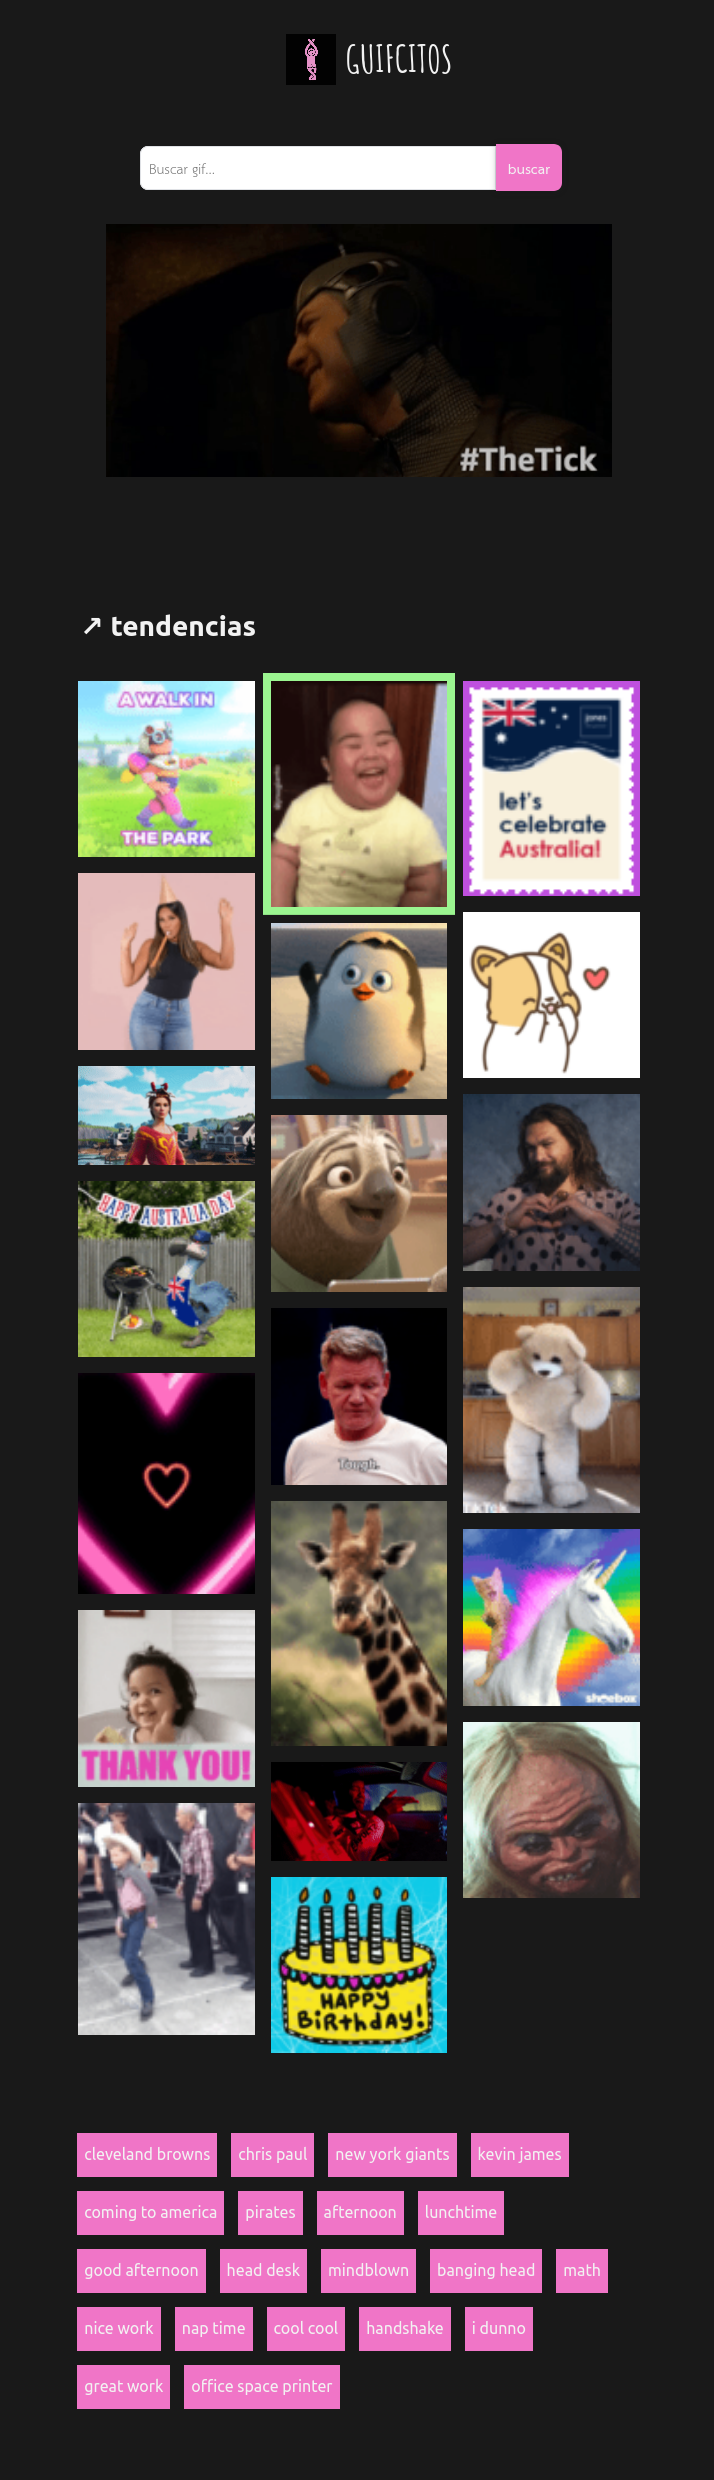 GUIFCITOS
Buscar gif...
buscar
#TheTick
↗ tendencias
A WALK IN
THE PARK
jones
let's
celebrate
Australia!
HAPPY AUSTRALIA DAY
Tough.
TikTok
THANK YOU!
shoebox
HAPPY
BiRthDAY!
cleveland browns
chris paul
new york giants
kevin james
coming to america
pirates
afternoon
lunchtime
good afternoon
head desk
mindblown
banging head
math
nice work
nap time
cool cool
handshake
i dunno
great work
office space printer